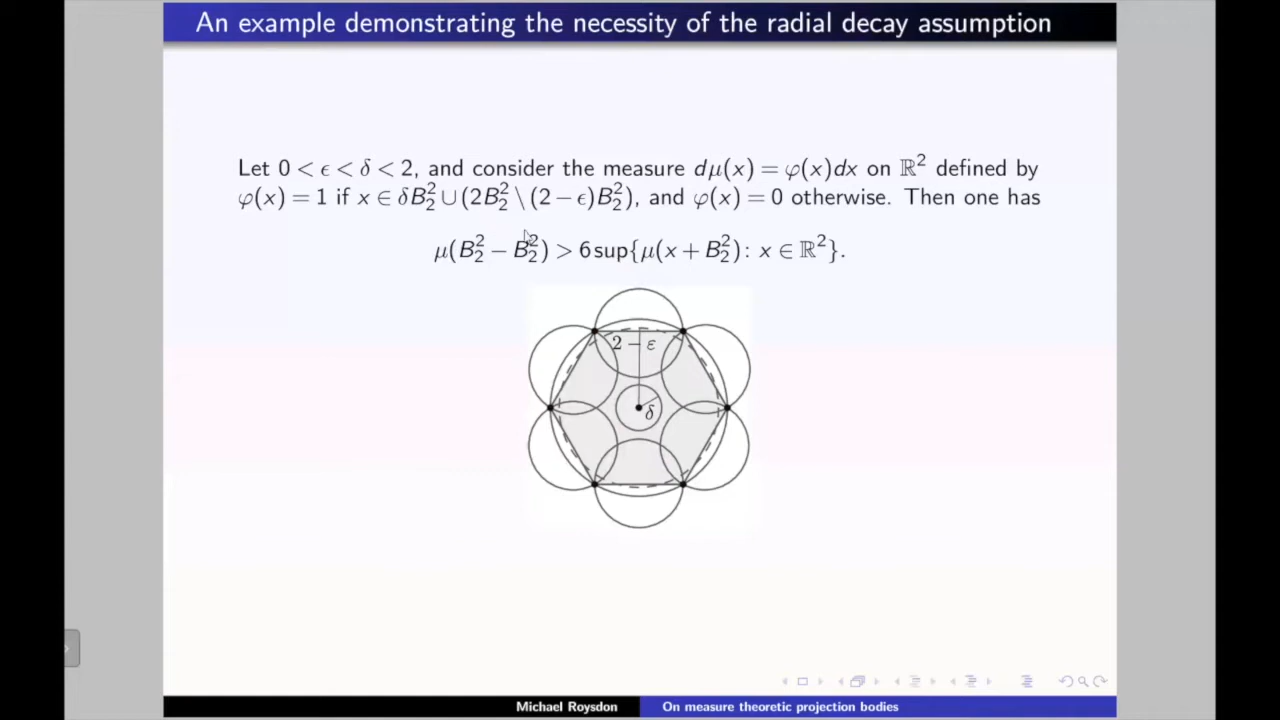 An example demonstrating the necessity of the radial decay assumption
Let 0 < ϵ < δ < 2, and consider the measure dμ(x) = φ(x)dx on ℝ² defined by
φ(x) = 1 if x ∈ δB₂² ∪ (2B₂² \ (2 − ϵ)B₂²), and φ(x) = 0 otherwise. Then one has
μ(B₂² − B₂²) > 6 sup{μ(x + B₂²): x ∈ ℝ²}.
2 − ε
δ
Michael Roysdon
On measure theoretic projection bodies